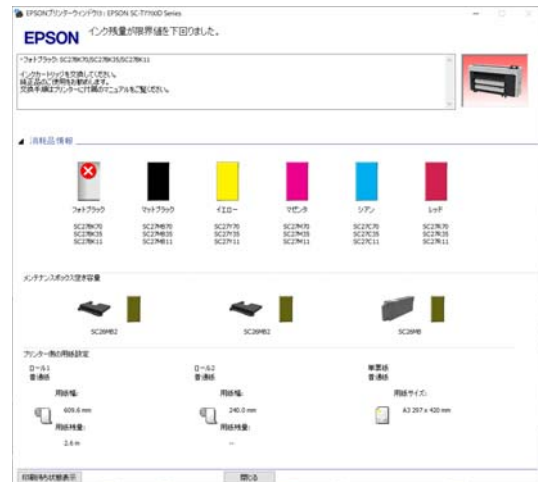 EPSONプリンターウィンドウ!3 : EPSON SC-T7700D Series
EPSON
インク残量が限界値を下回りました。
・フォトブラック: SC27BK70/SC27BK35/SC27BK11
インクカートリッジを交換してください。
純正品のご使用をお勧めします。
交換手順はプリンターに付属のマニュアルをご覧ください。
消耗品情報
フォトブラック マットブラック イエロー マゼンタ シアン レッド
SC27BK70 SC27MB70 SC27Y70 SC27M70 SC27C70 SC27R70
SC27BK35 SC27MB35 SC27Y35 SC27M35 SC27C35 SC27R35
SC27BK11 SC27MB11 SC27Y11 SC27M11 SC27C11 SC27R11
メンテナンスボックス空き容量
SC26MB2 SC26MB2 SC26MB
プリンター側の用紙設定
ロール1 ロール2 単票紙
普通紙 普通紙 普通紙
用紙幅: 用紙幅: 用紙サイズ:
609.6 mm 240.0 mm A3 297 x 420 mm
用紙残量: 用紙残量:
2.6 m --
印刷待ち状態表示 閉じる